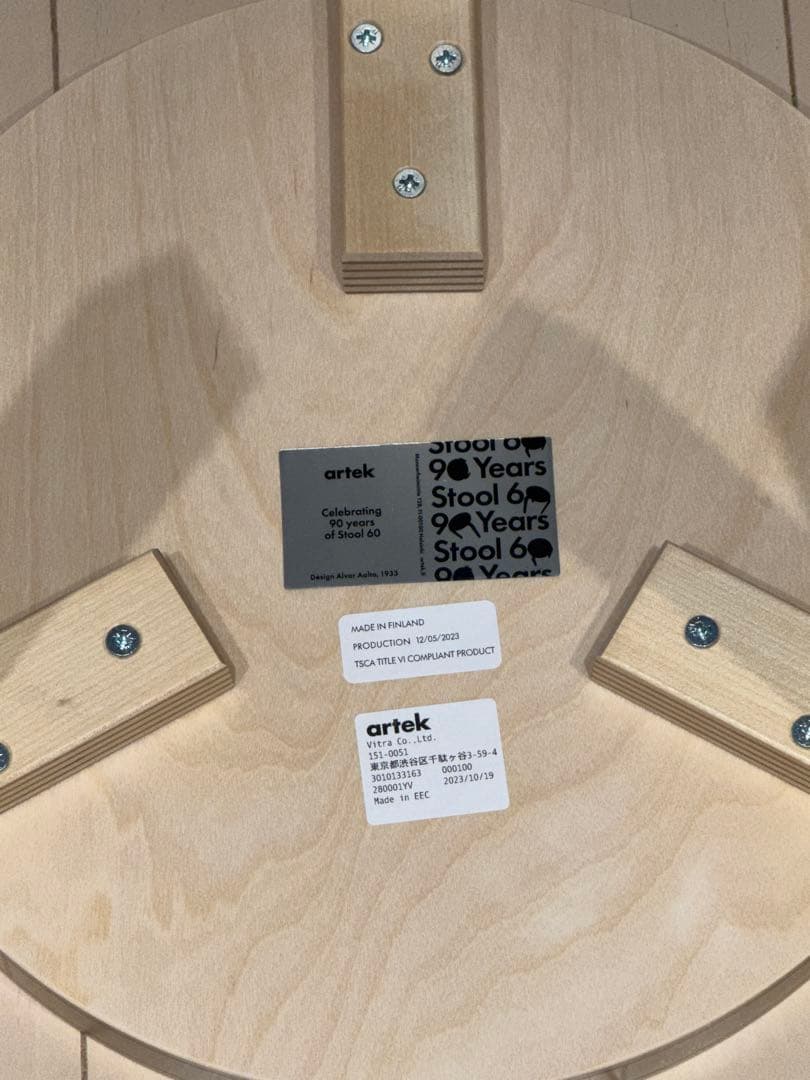 artek
Celebrating
90 years
of Stool 60
Design Alvar Aalto, 1933
Stool 60
90 Years
Stool 60
90 Years
Stool 60
90 Years
MADE IN FINLAND
PRODUCTION 12/05/2023
TSCA TITLE VI COMPLIANT PRODUCT
artek
Vitra Co.,Ltd.
151-0051
東京都渋谷区千駄ヶ谷3-59-4
3010133163 000100
280001YV 2023/10/19
Made in EEC